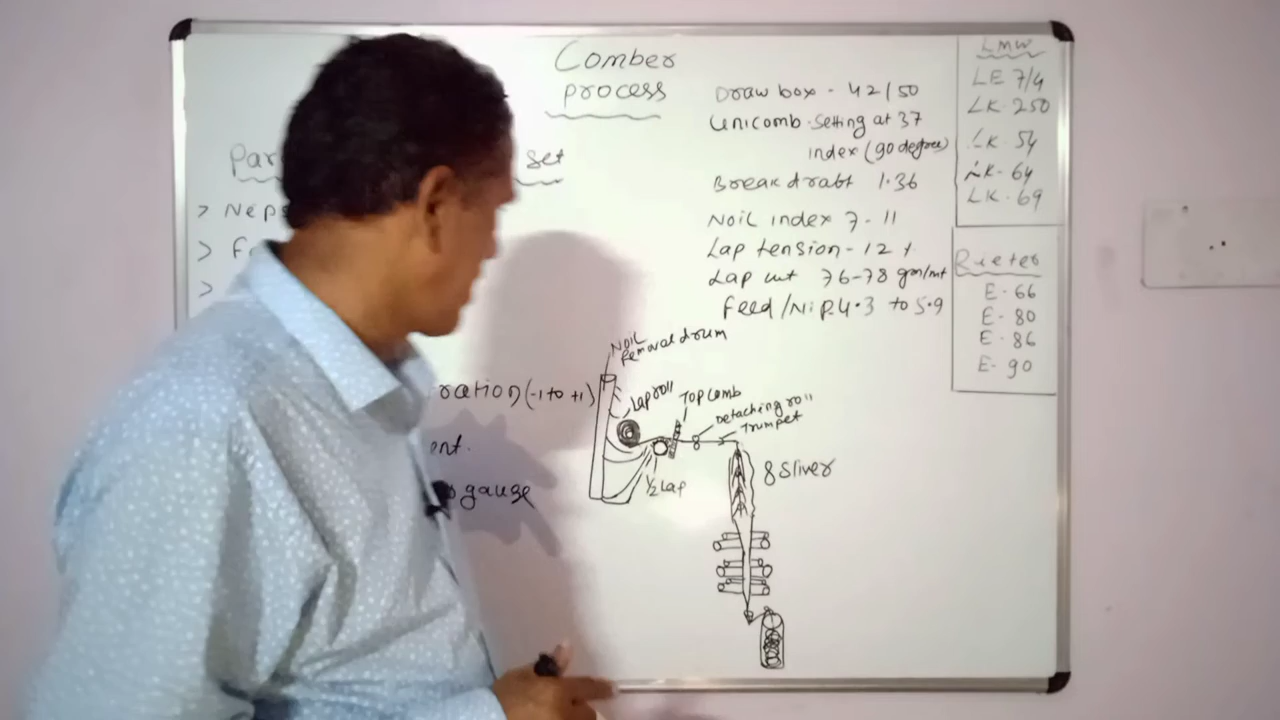 Comber
process
set
> Neps
>
>
ration (-1 to +1)
ent.
gauge
Draw box - 42/50
Unicomb setting at 37
index (90 degree)
Break draft 1.36
Noil index 7-11
Lap tension - 12
Lap wt 76-78 gm/mt
Feed/Nip 4.3 to 5.9
Noil
Removal drum
Lap roll
Top comb
Detaching roll
Trumpet
1/2 Lap
8 Sliver
LMW
LE 7/4
LK. 250
LK. 54
LK- 64
LK. 69
Rieter
E- 66
E- 80
E- 86
E- 90